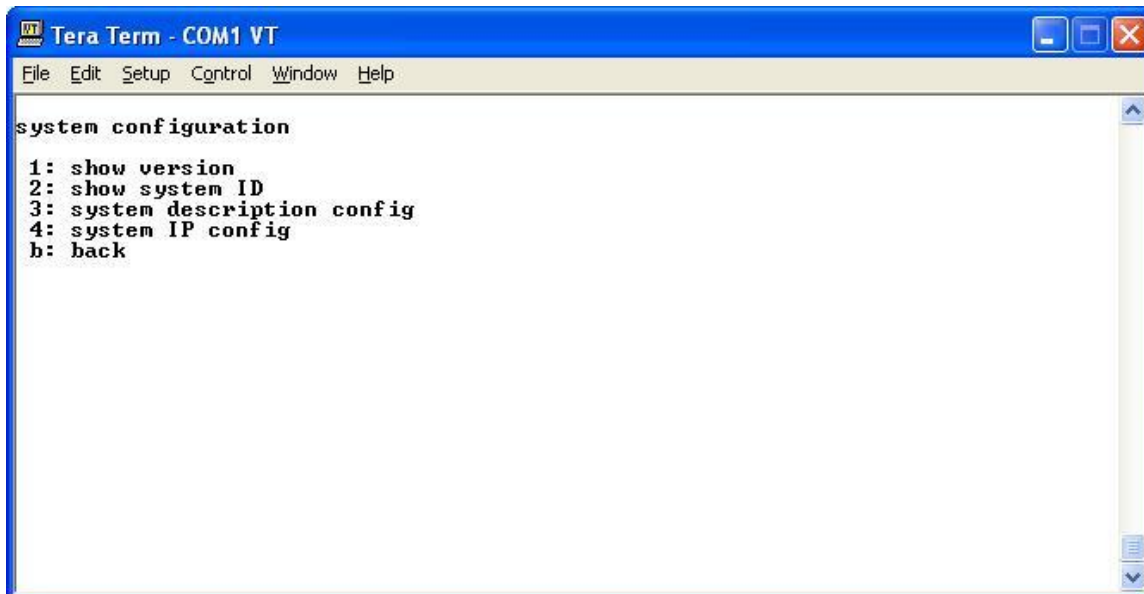 Tera Term - COM1 VT
File Edit Setup Control Window Help
system configuration
1: show version
2: show system ID
3: system description config
4: system IP config
b: back